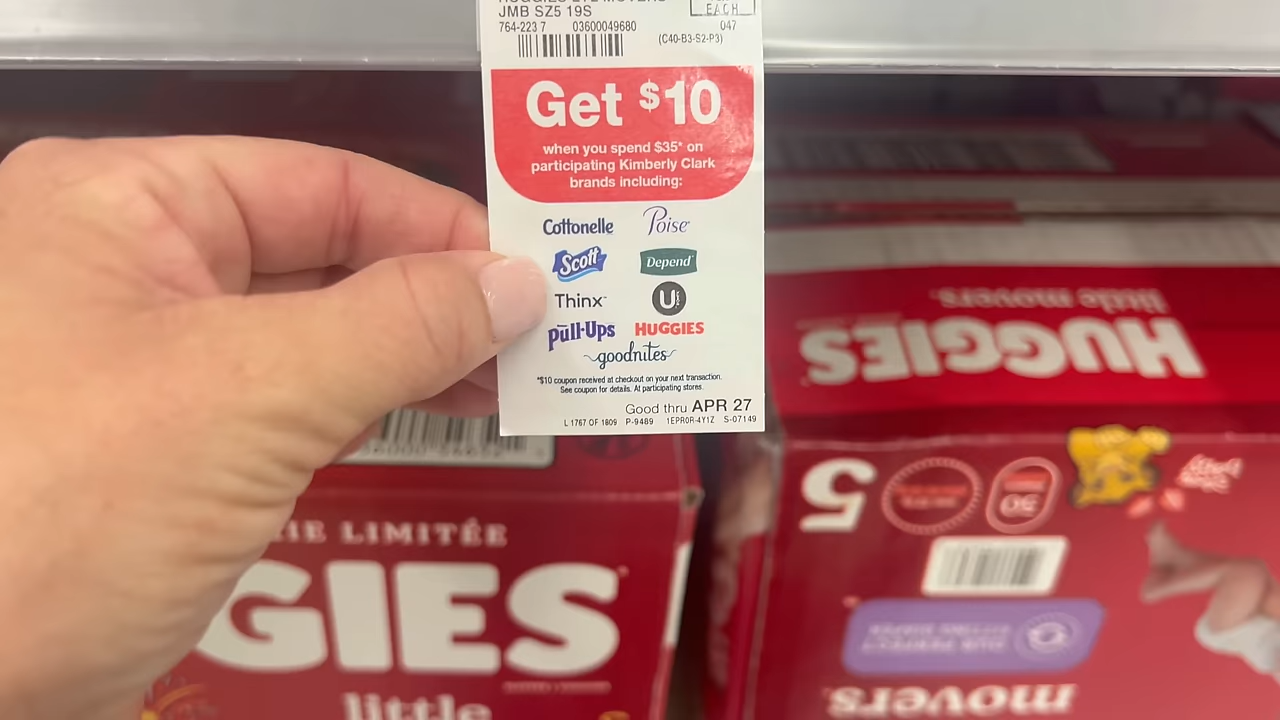 JMB SZ5 19S
EACH
764-223 7 03600049680 047
(C40-B3-S2-P3)
Get $10
when you spend $35* on
participating Kimberly Clark
brands including:
Cottonelle Poise
Scott Depend
Thinx U
Pull-Ups HUGGIES
goodnites
*$10 coupon received at checkout on your next transaction.
See coupon for details. At participating stores.
Good thru APR 27
L 1767 OF 1809 P-9489 1EPR0R-4Y1Z S-07149
little movers
HUGGIES
5
LIMITÉE
GIES
little
movers